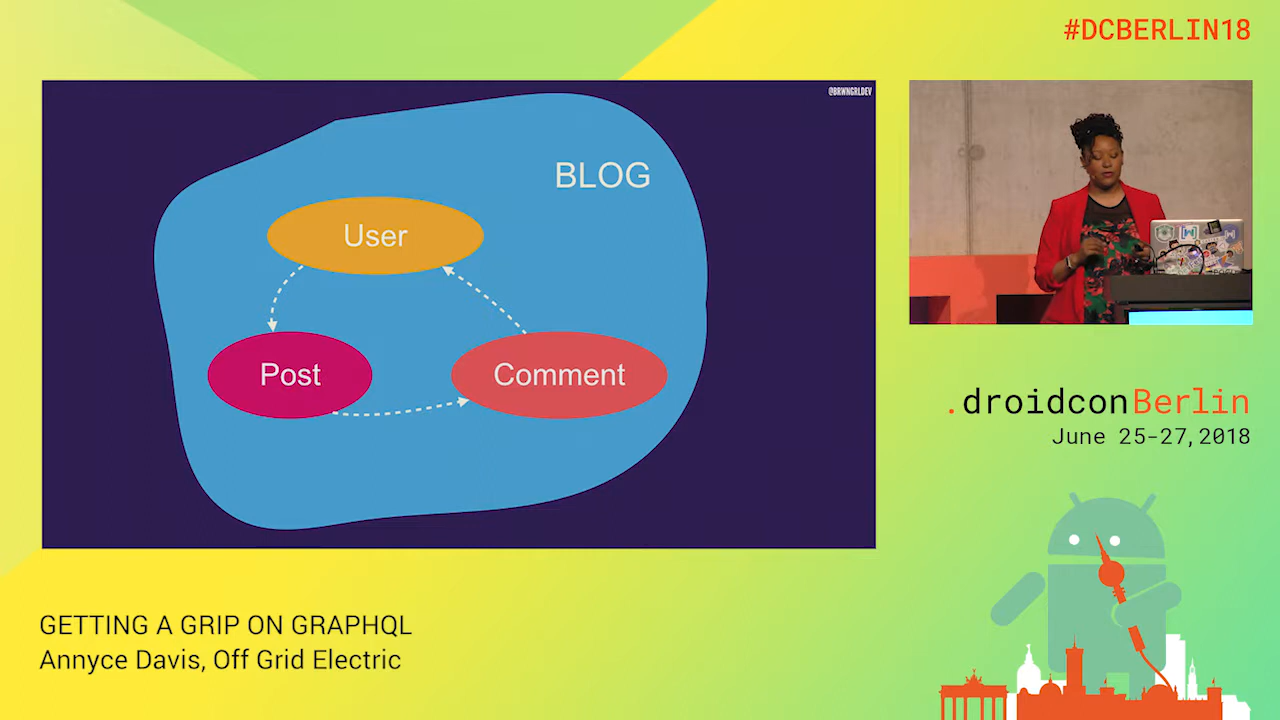 #DCBERLIN18
@BRWNGRLDEV
BLOG
User
Post
Comment
.droidconBerlin
June 25-27,2018
GETTING A GRIP ON GRAPHQL
Annyce Davis, Off Grid Electric